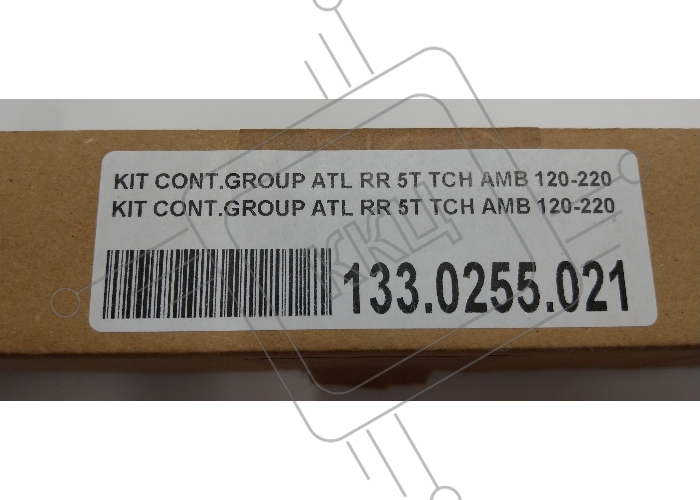 KIT CONT.GROUP ATL RR 5T TCH AMB 120-220
KIT CONT.GROUP ATL RR 5T TCH AMB 120-220
133.0255.021
ККЦ